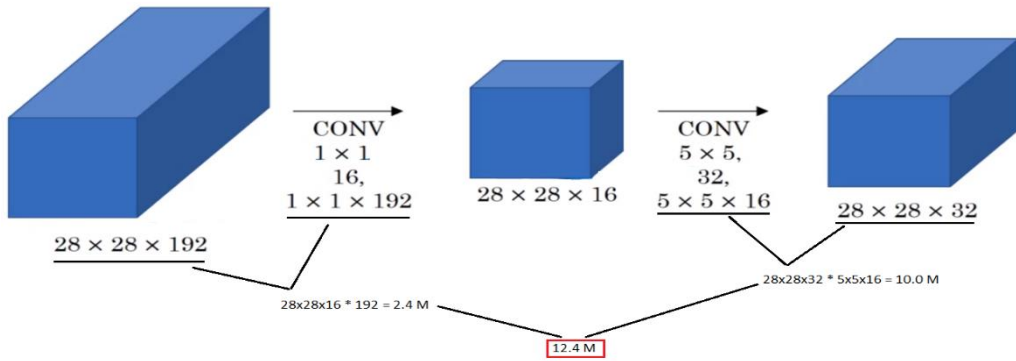 CONV
1 × 1
16,
1 × 1 × 192
CONV
5 × 5,
32,
5 × 5 × 16
28 × 28 × 192
28 × 28 × 16
28 × 28 × 32
28x28x16 * 192 = 2.4 M
28x28x32 * 5x5x16 = 10.0 M
12.4 M